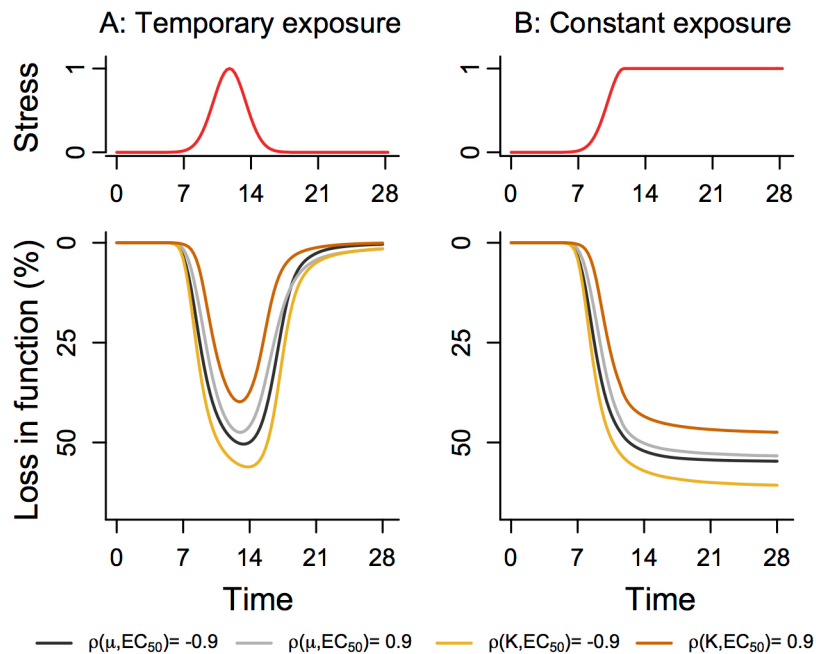 A: Temporary exposure
B: Constant exposure
Stress
1
0
0 7 14 21 28
1
0
0 7 14 21 28
Loss in function (%)
0
25
50
0 7 14 21 28
Time
0
25
50
0 7 14 21 28
Time
ρ(μ,EC₅₀)= -0.9
ρ(μ,EC₅₀)= 0.9
ρ(K,EC₅₀)= -0.9
ρ(K,EC₅₀)= 0.9